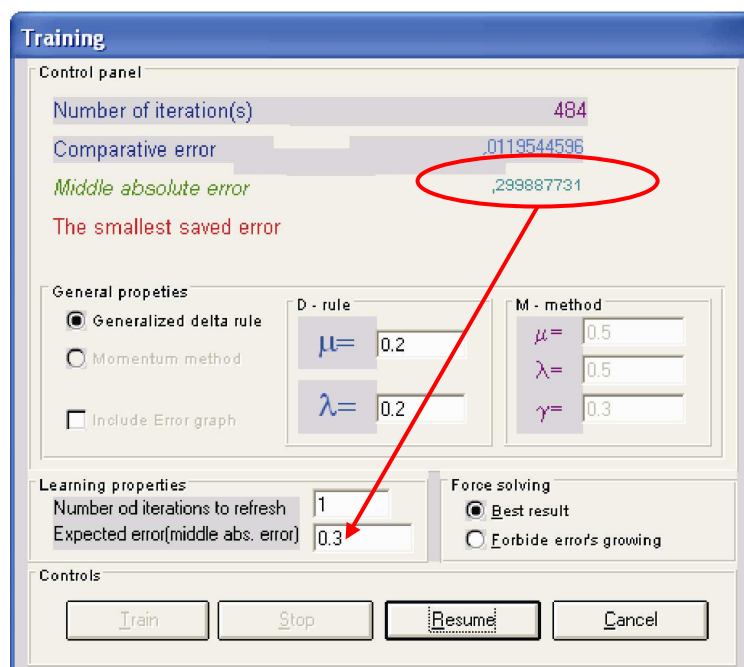 Training
Control panel
Number of iteration(s) 484
Comparative error ,0119544596
Middle absolute error ,299887731
The smallest saved error
General propeties
Generalized delta rule
Momentum method
Include Error graph
D - rule
μ= 0.2
λ= 0.2
M - method
μ= 0.5
λ= 0.5
γ= 0.3
Learning properties
Number od iterations to refresh 1
Expected error(middle abs. error) 0.3
Force solving
Best result
Forbide error's growing
Controls
Train Stop Resume Cancel